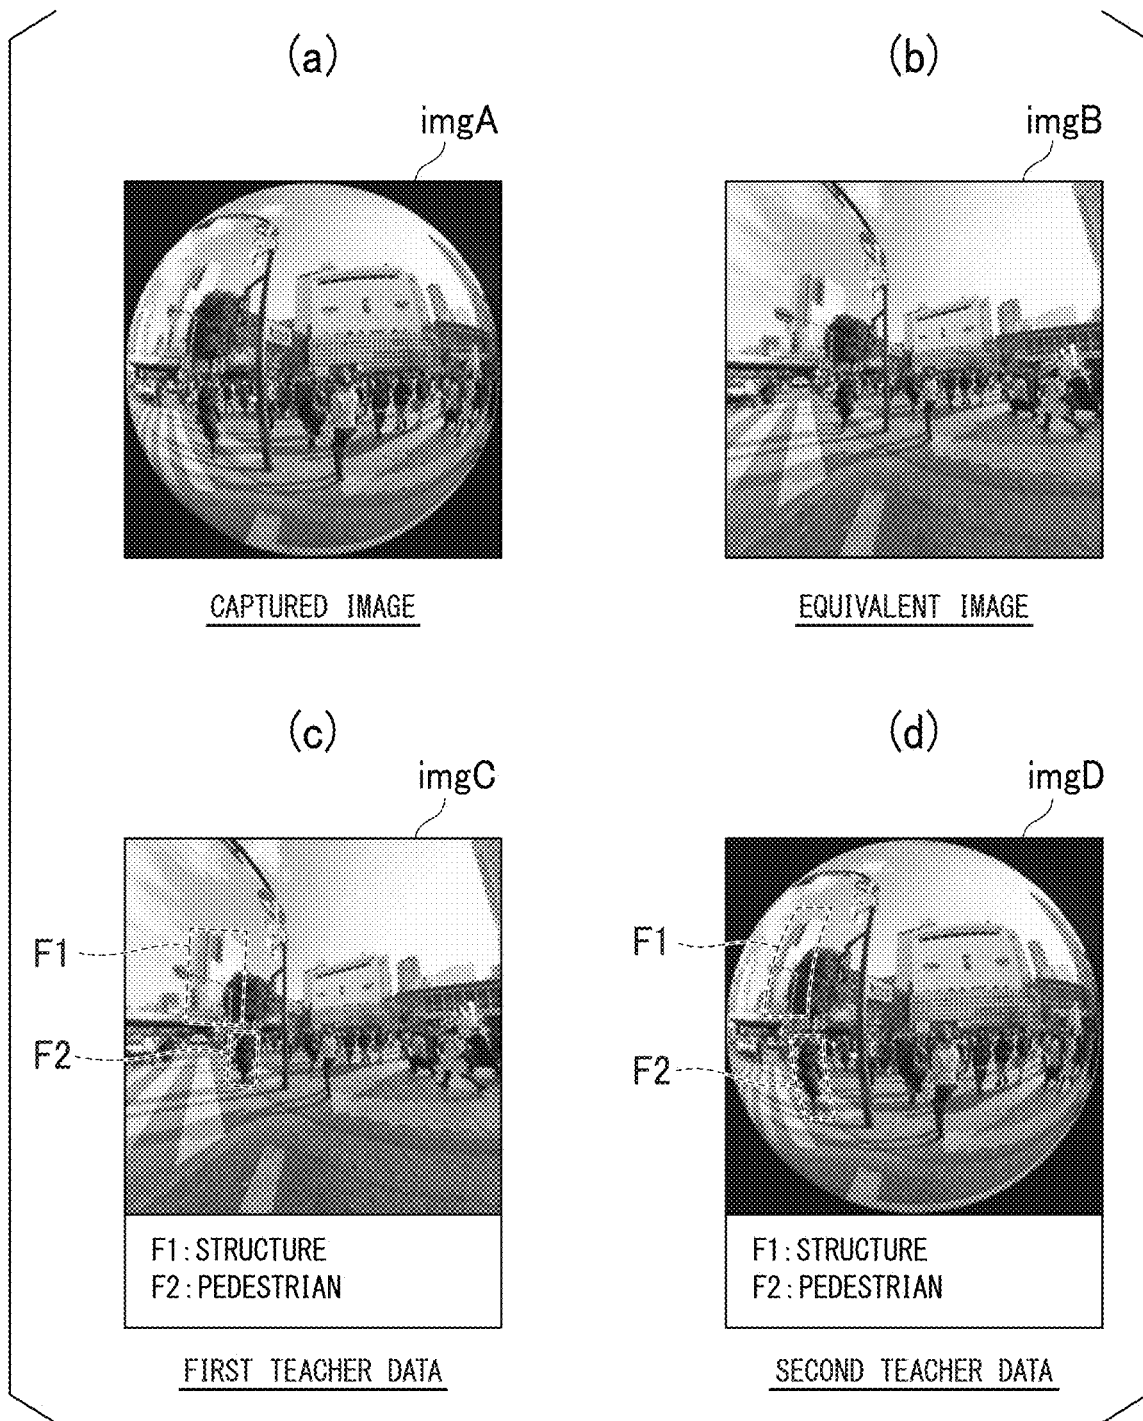 (a)
imgA
CAPTURED IMAGE
(b)
imgB
EQUIVALENT IMAGE
(c)
imgC
F1
F2
F1:STRUCTURE
F2:PEDESTRIAN
FIRST TEACHER DATA
(d)
imgD
F1
F2
F1:STRUCTURE
F2:PEDESTRIAN
SECOND TEACHER DATA